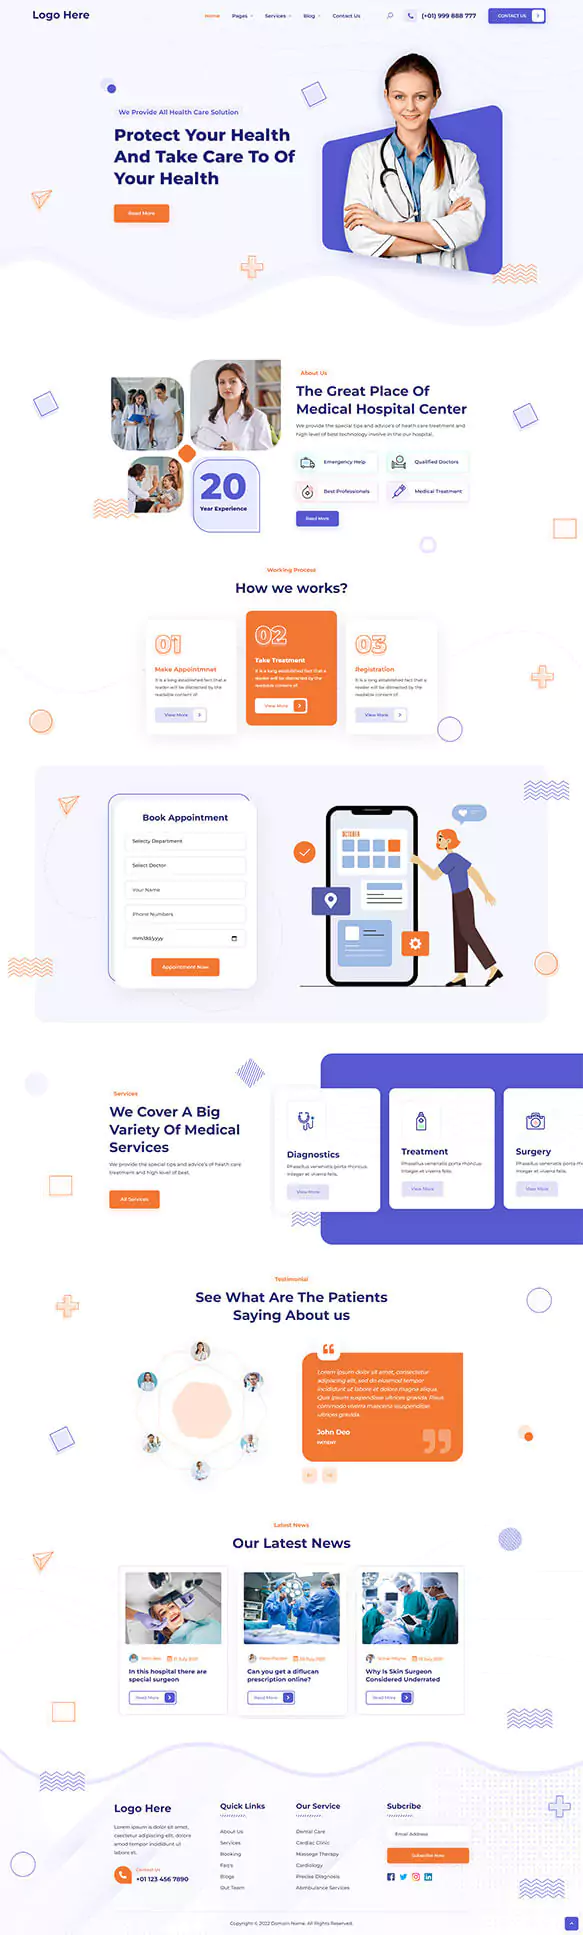 Logo Here
Home Pages Services Blog Contact Us
(+01) 999 888 777
CONTACT US
We Provide All Health Care Solution
Protect Your Health
And Take Care To Of
Your Health
Read More
About Us
The Great Place Of
Medical Hospital Center
We provide the special tips and advice's of heath care treatment and
high level of best technology involve in the our hospital.
Emergency Help
Qualified Doctors
Best Professionals
Medical Treatment
Read More
20
Year Experience
Working Process
How we works?
01
Make Appointmnet
It is a long established fact that a
reader will be distracted by the
readable content of
View More
02
Take Treatment
It is a long established fact that a
reader will be distracted by the
readable content of
View More
03
Registration
It is a long established fact that a
reader will be distracted by the
readable content of
View More
Book Appointment
Selecty Department
Select Doctor
Your Name
Phone Numbers
mm/dd/yyyy
Appointment Now
OCTOBER
Services
We Cover A Big
Variety Of Medical
Services
We provide the special tips and advice's of heath care
treatment and high level of best.
All Services
Diagnostics
Phasellus venenatis porta rhoncus.
Integer et viverra felis.
View More
Treatment
Phasellus venenatis porta rhoncus.
Integer et viverra felis.
View More
Surgery
Phasellus venenatis porta
Integer et viverra felis.
View More
Testimonial
See What Are The Patients
Saying About us
Lorem ipsum dolor sit amet, consectetur
adipiscing elit, sed do eiusmod tempor
incididunt ut labore et dolore magna aliqua.
Quis ipsum suspendisse ultrices gravida. Risus
commodo viverra maecens suspendisse
ultrices gravida.
John Deo
PATIENT
Latest News
Our Latest News
In this hospital there are
special surgeon
Read More
Can you get a diflucan
prescription online?
Read More
Why Is Skin Surgeon
Considered Underrated
Read More
Logo Here
Lorem ipsum is dolor sit amet,
csectetur adipiscing elit, dolore
smod tempor incididunt ut labore
labore et.
Contact Us
+01 123 456 7890
Quick Links
About Us
Services
Booking
Faq's
Blogs
Out Team
Our Service
Dental Care
Cardiac Clinic
Massege Therapy
Cardiology
Precise Diagnosis
Abmbulance Services
Subcribe
Email Address
Subscribe Now
Copyright © 2022 Domain Name. All Rights Reserved.